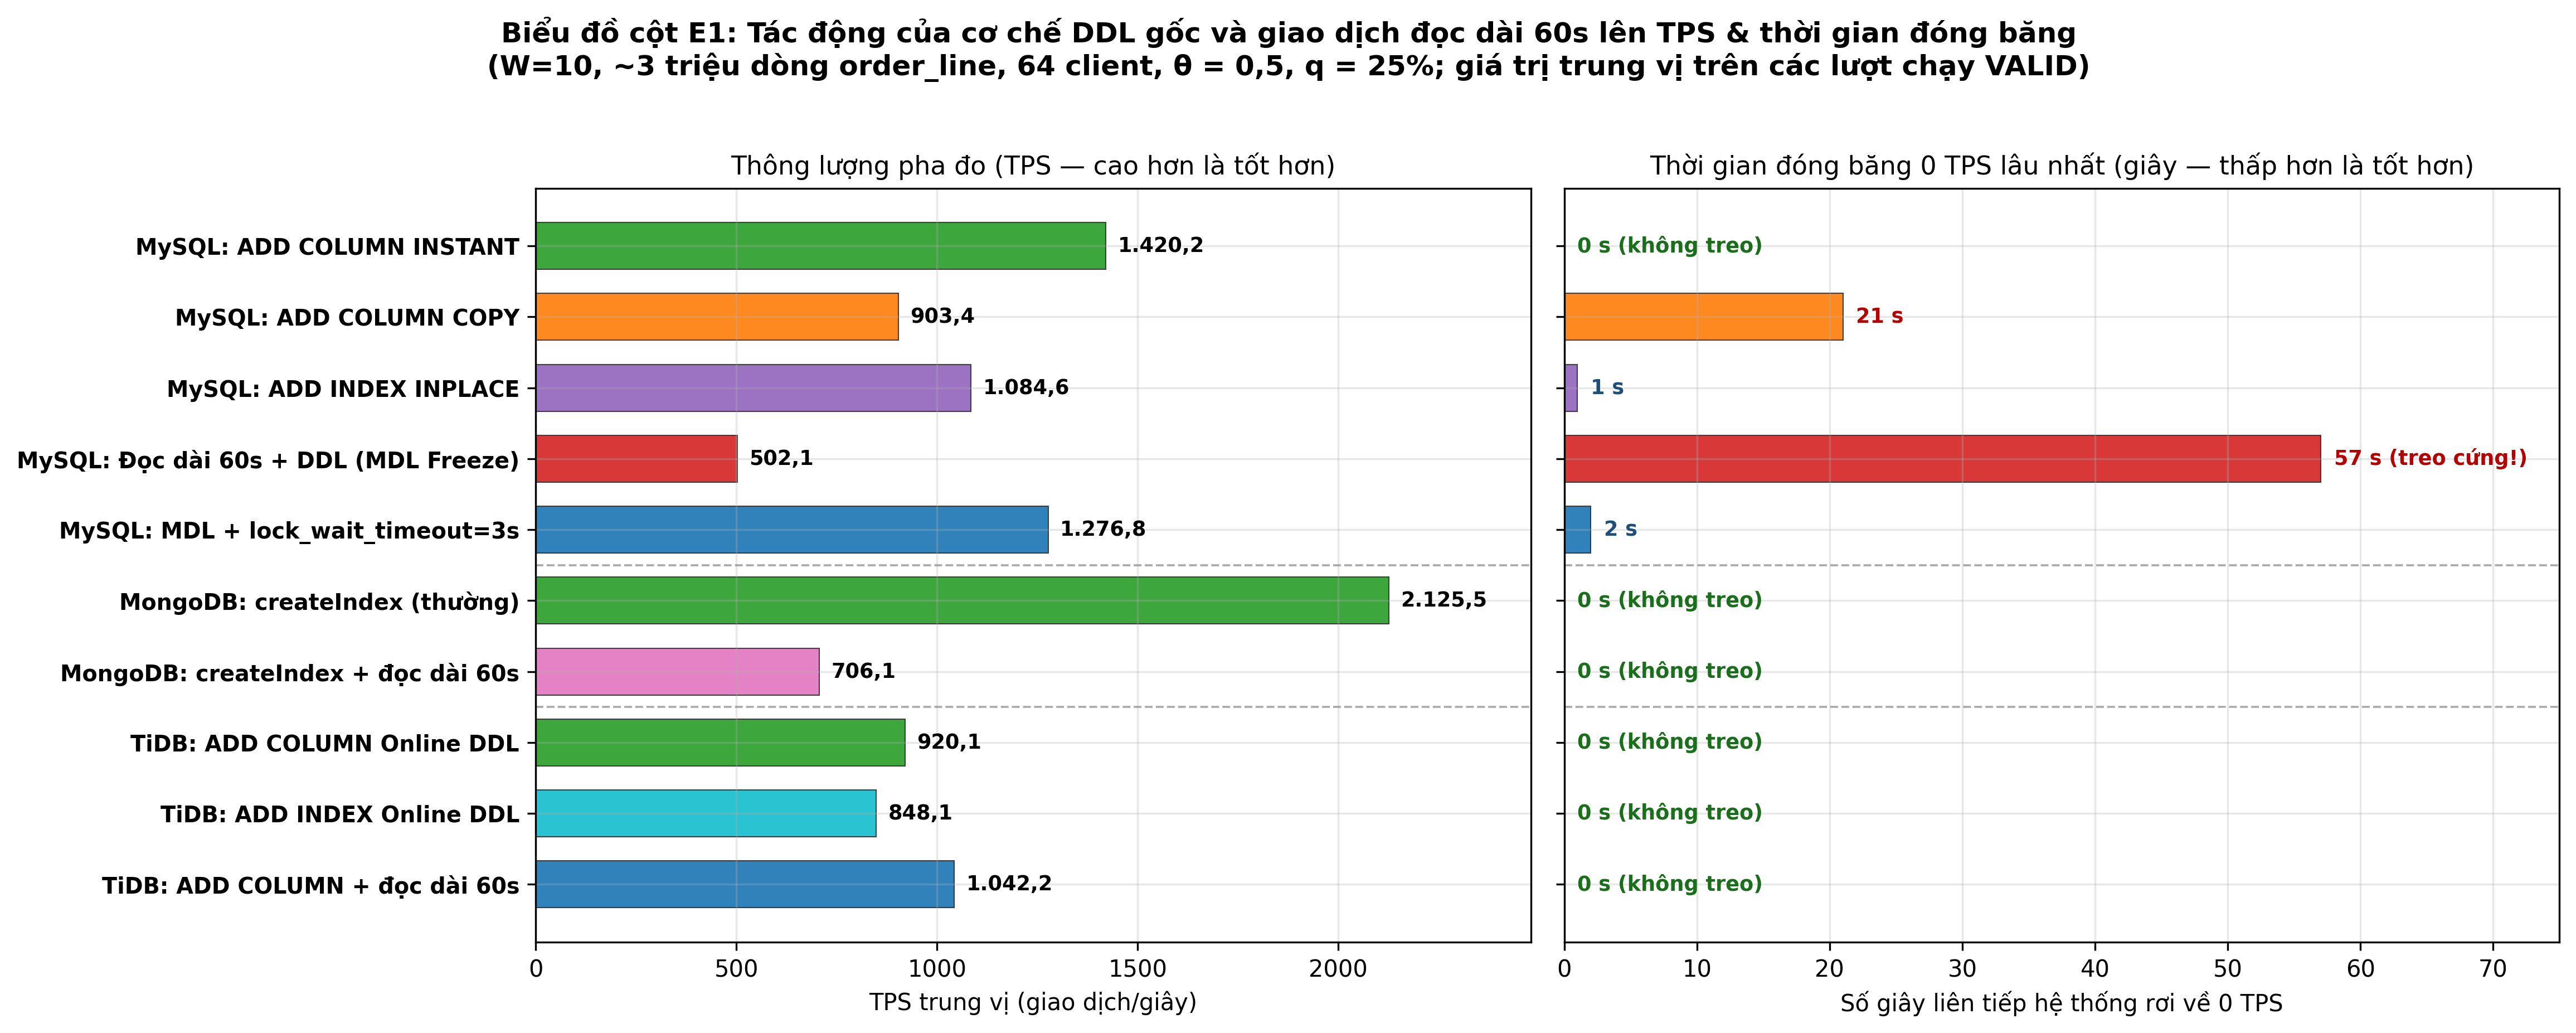 Biểu đồ cột E1: Tác động của cơ chế DDL gốc và giao dịch đọc dài 60s lên TPS & thời gian đóng băng
(W=10, ~3 triệu dòng order_line, 64 client, θ = 0,5, q = 25%; giá trị trung vị trên các lượt chạy VALID)
Thông lượng pha đo (TPS — cao hơn là tốt hơn)
MySQL: ADD COLUMN INSTANT
1.420,2
MySQL: ADD COLUMN COPY
903,4
MySQL: ADD INDEX INPLACE
1.084,6
MySQL: Đọc dài 60s + DDL (MDL Freeze)
502,1
MySQL: MDL + lock_wait_timeout=3s
1.276,8
MongoDB: createIndex (thường)
2.125,5
MongoDB: createIndex + đọc dài 60s
706,1
TiDB: ADD COLUMN Online DDL
920,1
TiDB: ADD INDEX Online DDL
848,1
TiDB: ADD COLUMN + đọc dài 60s
1.042,2
0 500 1000 1500 2000
TPS trung vị (giao dịch/giây)
Thời gian đóng băng 0 TPS lâu nhất (giây — thấp hơn là tốt hơn)
0 s (không treo)
21 s
1 s
57 s (treo cứng!)
2 s
0 s (không treo)
0 s (không treo)
0 s (không treo)
0 s (không treo)
0 s (không treo)
0 10 20 30 40 50 60 70
Số giây liên tiếp hệ thống rơi về 0 TPS